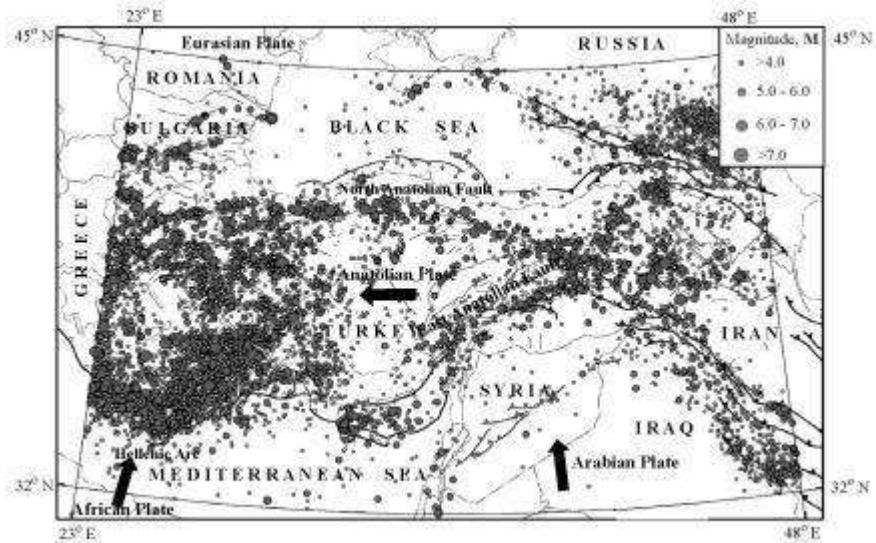 23° E
48° E
45° N
45° N
Eurasian Plate
RUSSIA
Magnitude, M
>4.0
5.0 - 6.0
6.0 - 7.0
>7.0
ROMANIA
BULGARIA
BLACK SEA
North Anatolian Fault
GREECE
Anatolian Plate
East Anatolian Fault
TURKEY
IRAN
SYRIA
IRAQ
Hellenic Arc
MEDITERRANEAN SEA
Arabian Plate
32° N
32° N
African Plate
23° E
48° E